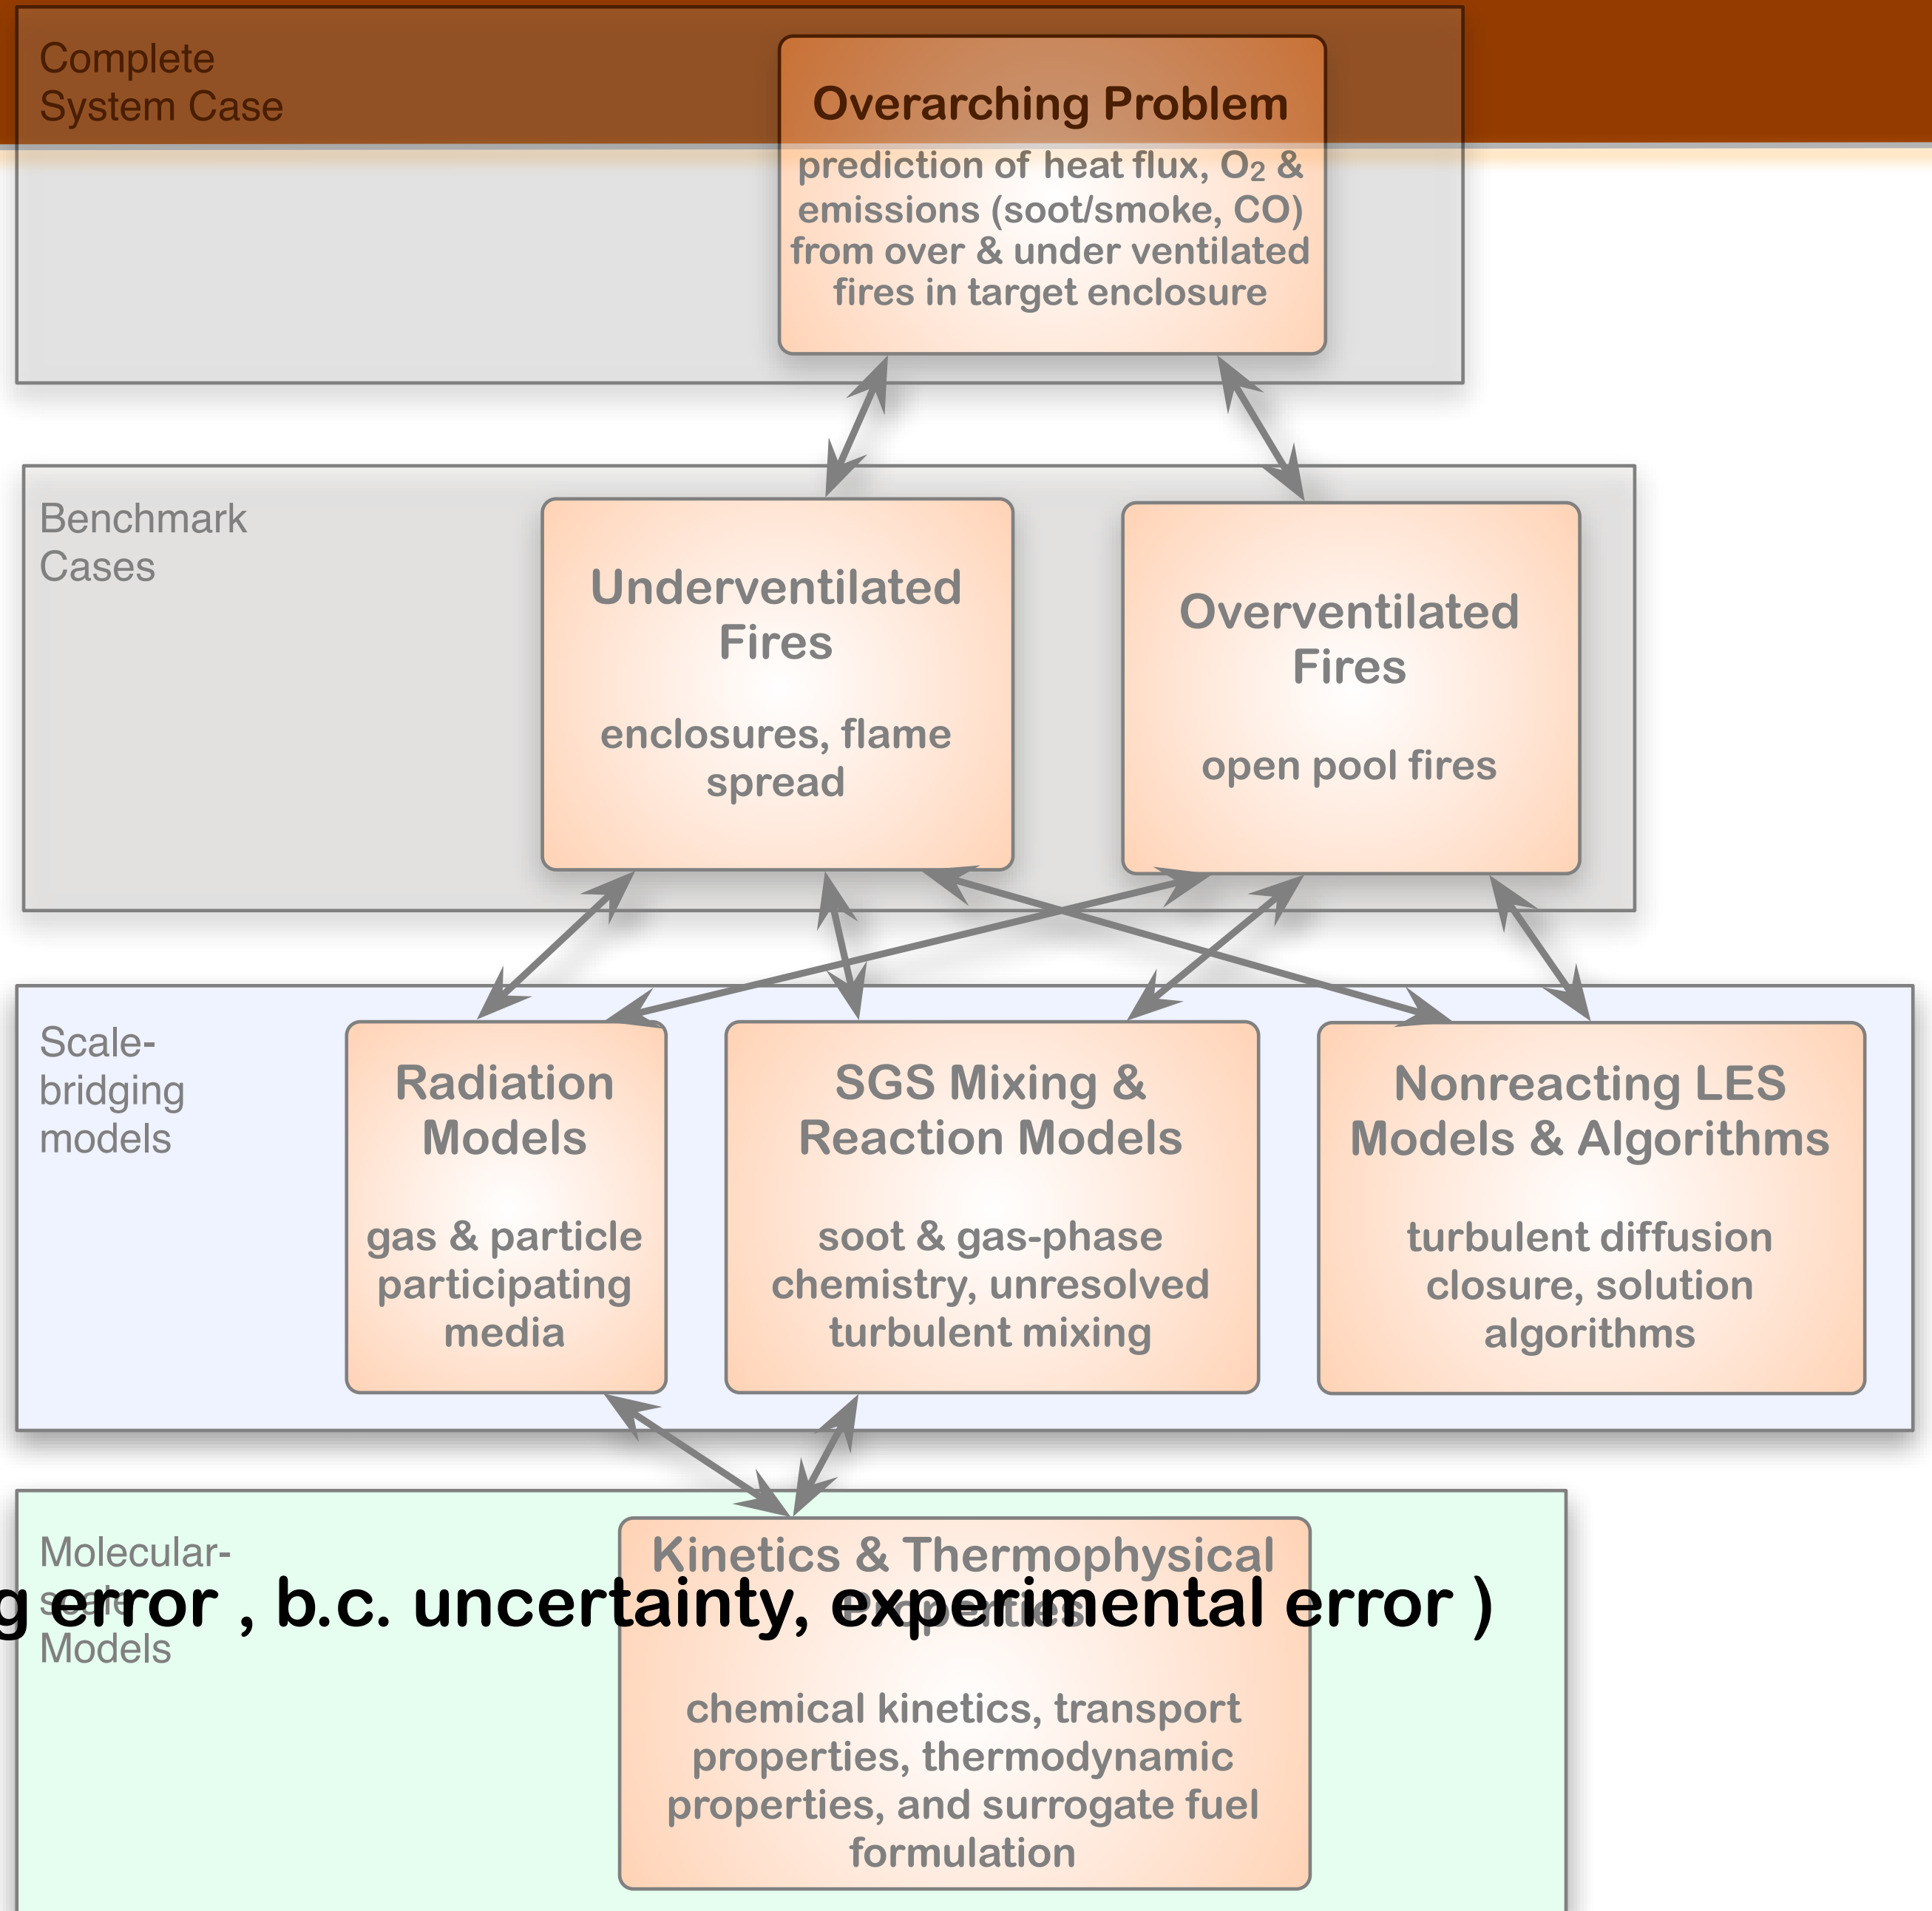 Complete
System Case
Overarching Problem
prediction of heat flux, O₂ &
emissions (soot/smoke, CO)
from over & under ventilated
fires in target enclosure
Benchmark
Cases
Underventilated
Fires
enclosures, flame
spread
Overventilated
Fires
open pool fires
Scale-
bridging
models
Radiation
Models
gas & particle
participating
media
SGS Mixing &
Reaction Models
soot & gas-phase
chemistry, unresolved
turbulent mixing
Nonreacting LES
Models & Algorithms
turbulent diffusion
closure, solution
algorithms
Molecular-
scale
Models
Kinetics & Thermophysical
Properties
g error , b.c. uncertainty, experimental error )
chemical kinetics, transport
properties, thermodynamic
properties, and surrogate fuel
formulation